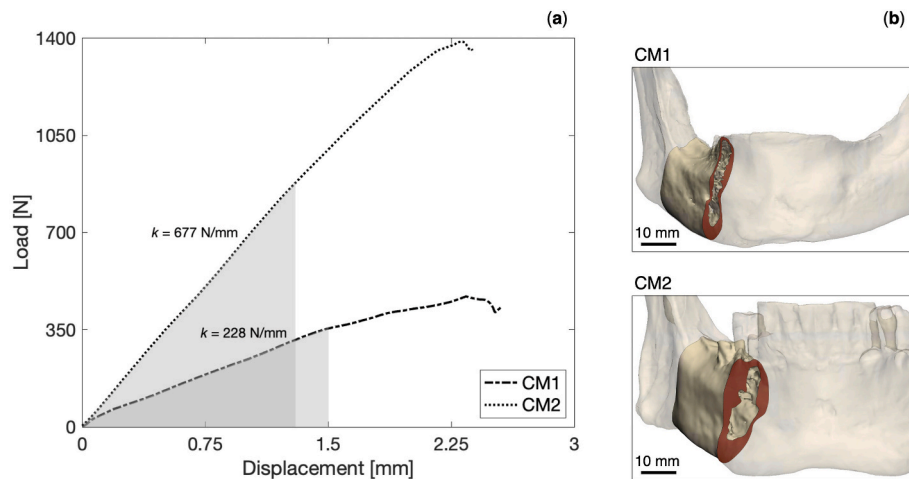 (a)
(b)
1400
1050
700
350
0
Load [N]
k = 677 N/mm
k = 228 N/mm
CM1
CM2
0
0.75
1.5
2.25
3
Displacement [mm]
CM1
10 mm
CM2
10 mm